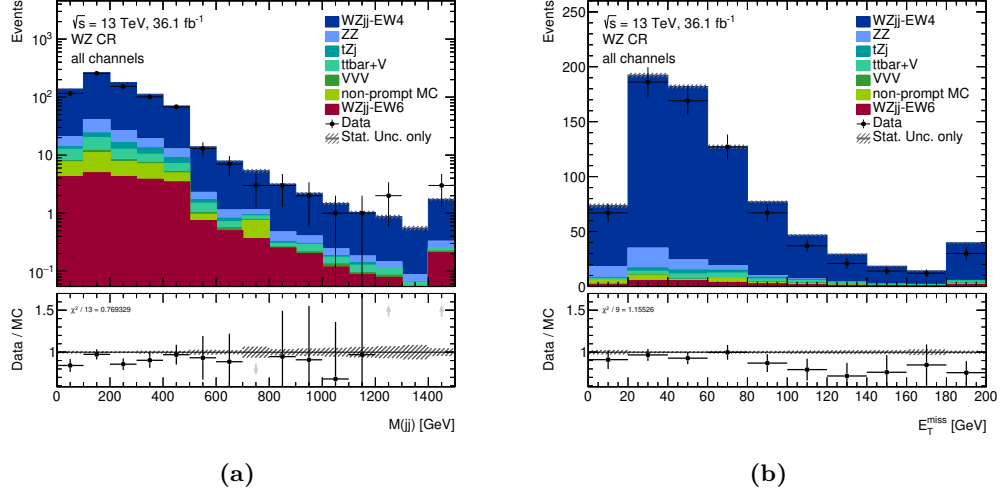 Events
√s = 13 TeV, 36.1 fb⁻¹
WZ CR
all channels
WZjj-EW4
ZZ
tZj
ttbar+V
VVV
non-prompt MC
WZjj-EW6
Data
Stat. Unc. only
10³
10²
10
1
10⁻¹
Data / MC
χ² / 13 = 0.769329
1.5
1
0 200 400 600 800 1000 1200 1400
M(jj) [GeV]
(a)
Events
√s = 13 TeV, 36.1 fb⁻¹
WZ CR
all channels
WZjj-EW4
ZZ
tZj
ttbar+V
VVV
non-prompt MC
WZjj-EW6
Data
Stat. Unc. only
250
200
150
100
50
0
Data / MC
χ² / 9 = 1.15526
1.5
1
0 20 40 60 80 100 120 140 160 180 200
E_T^miss [GeV]
(b)